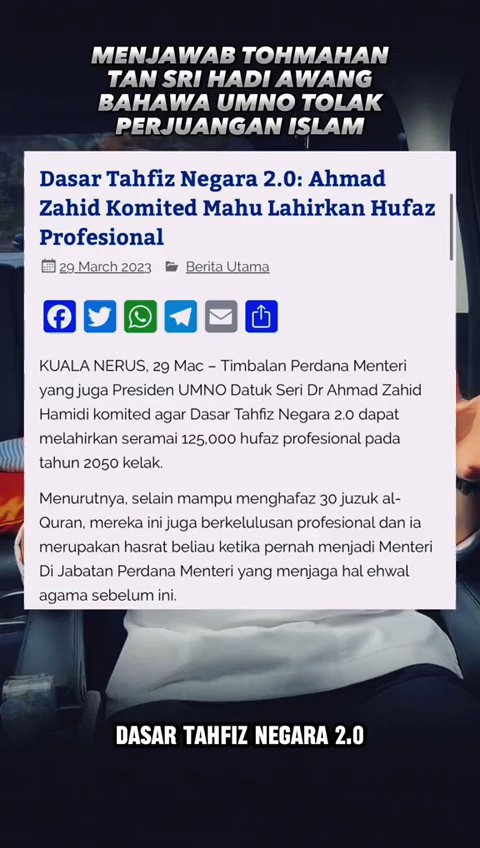 MENJAWAB TOHMAHAN
TAN SRI HADI AWANG
BAHAWA UMNO TOLAK
PERJUANGAN ISLAM
Dasar Tahfiz Negara 2.0: Ahmad
Zahid Komited Mahu Lahirkan Hufaz
Profesional
29 March 2023 Berita Utama
KUALA NERUS, 29 Mac – Timbalan Perdana Menteri
yang juga Presiden UMNO Datuk Seri Dr Ahmad Zahid
Hamidi komited agar Dasar Tahfiz Negara 2.0 dapat
melahirkan seramai 125,000 hufaz profesional pada
tahun 2050 kelak.
Menurutnya, selain mampu menghafaz 30 juzuk al-
Quran, mereka ini juga berkelulusan profesional dan ia
merupakan hasrat beliau ketika pernah menjadi Menteri
Di Jabatan Perdana Menteri yang menjaga hal ehwal
agama sebelum ini.
DASAR TAHFIZ NEGARA 2.0